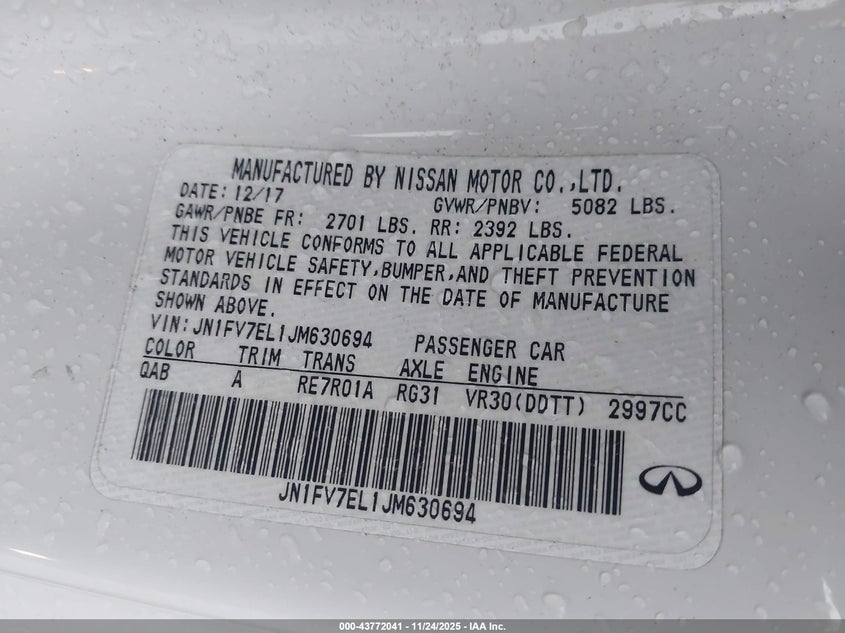 MANUFACTURED BY NISSAN MOTOR CO.,LTD.
DATE: 12/17 GVWR/PNBV: 5082 LBS.
GAWR/PNBE FR: 2701 LBS. RR: 2392 LBS.
THIS VEHICLE CONFORMS TO ALL APPLICABLE FEDERAL
MOTOR VEHICLE SAFETY,BUMPER,AND THEFT PREVENTION
STANDARDS IN EFFECT ON THE DATE OF MANUFACTURE
SHOWN ABOVE.
VIN:JN1FV7EL1JM630694 PASSENGER CAR
COLOR TRIM TRANS AXLE ENGINE
QAB A RE7R01A RG31 VR30(DDTT) 2997CC
JN1FV7EL1JM630694
000-43772041 - 11/24/2025 - IAA Inc.